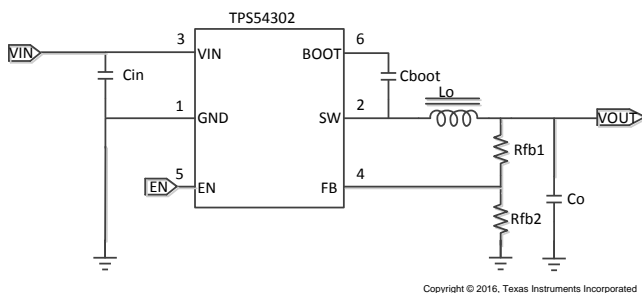 TPS54302
VIN
3
VIN
BOOT
6
Cin
Cboot
Lo
1
GND
SW
2
VOUT
Rfb1
EN
5
EN
FB
4
Rfb2
Co
Copyright © 2016, Texas Instruments Incorporated